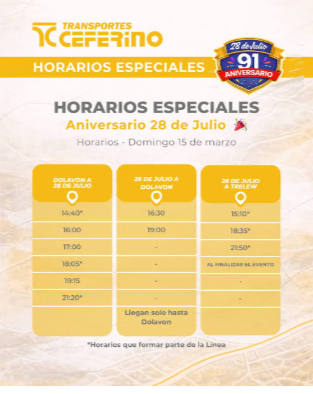 TRANSPORTES
CEFERINO
HORARIOS ESPECIALES
28 de Julio
91
ANIVERSARIO
HORARIOS ESPECIALES
Aniversario 28 de Julio
Horarios - Domingo 15 de marzo
DOLAVON A
28 DE JULIO
14:40*
16:00
17:00
18:05*
19:15
21:20*
28 DE JULIO A
DOLAVON
16:30
19:00
-
-
-
-
Llegan solo hasta
Dolavon
28 DE JULIO
A TRELEW
15:10*
18:35*
21:50*
AL FINALIZAR EL EVENTO
-
-
*Horarios que formar parte de la Linea